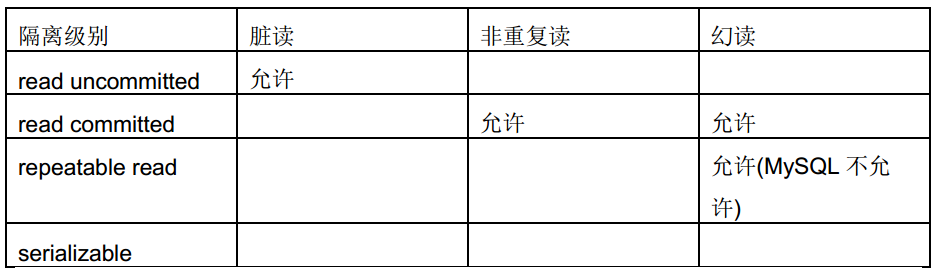 隔离级别 脏读 非重复读 幻读
read uncommitted 允许
read committed 允许 允许
repeatable read 允许(MySQL 不允
许)
serializable